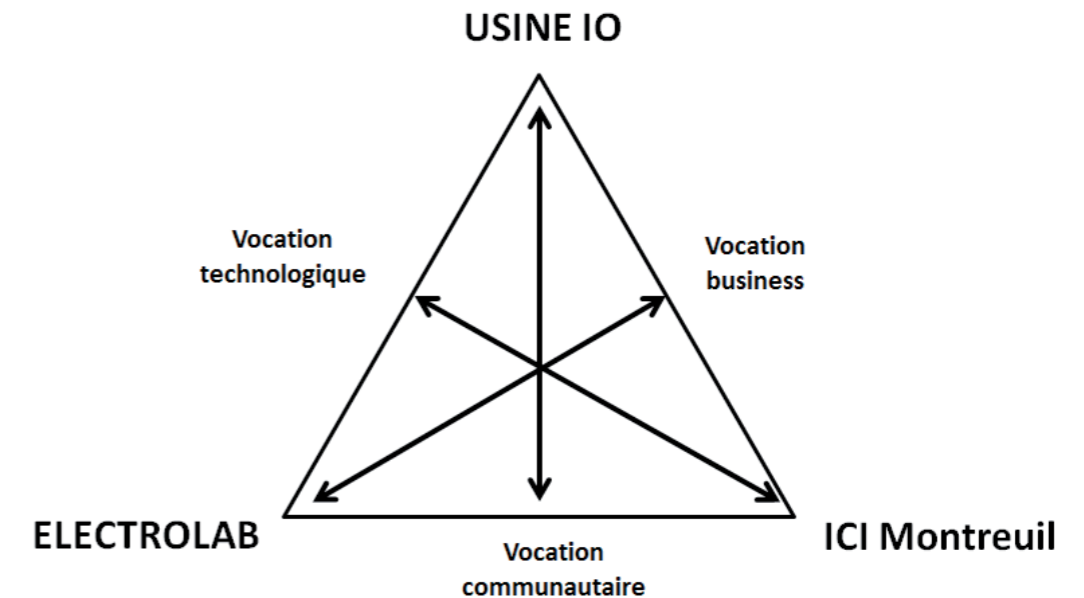 USINE IO
Vocation
technologique
Vocation
business
ELECTROLAB
ICI Montreuil
Vocation
communautaire